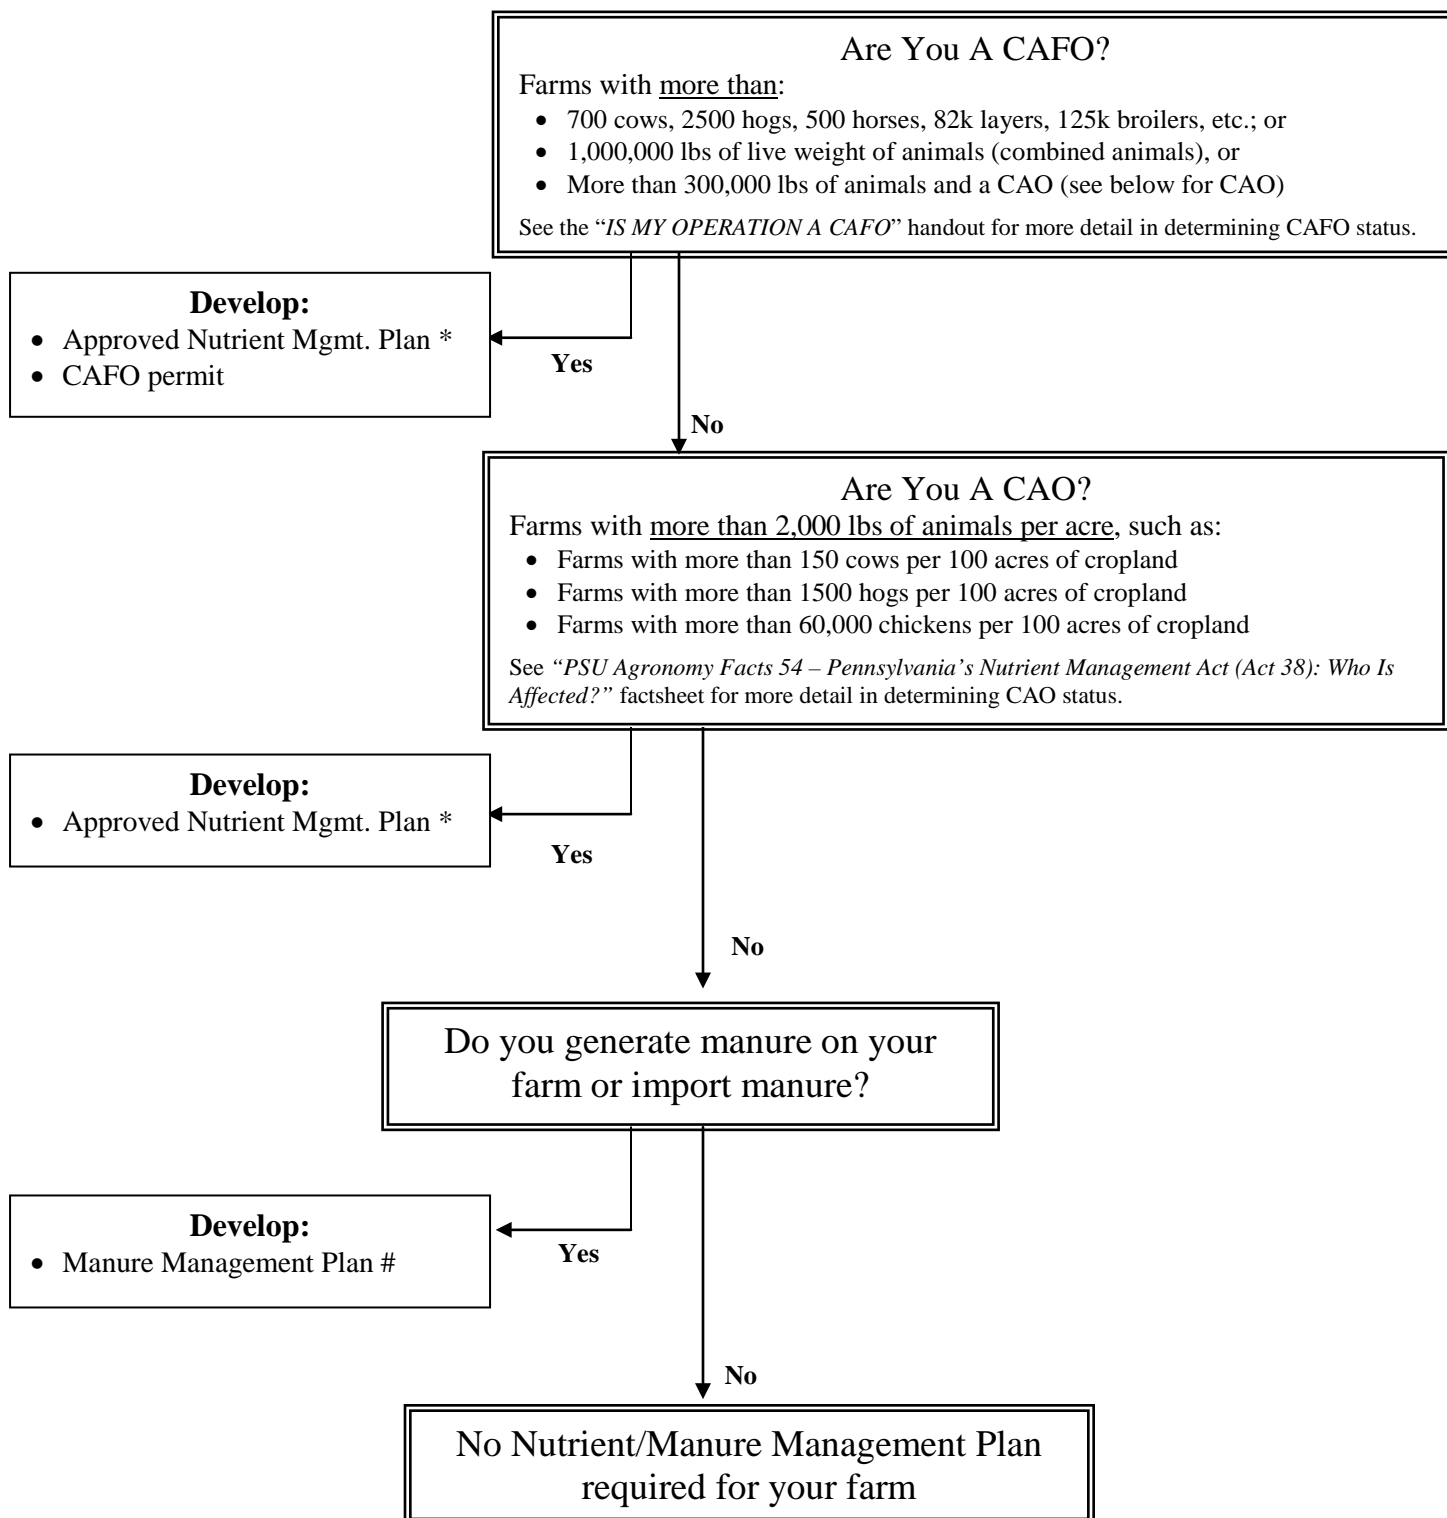 Are You A CAFO?
Farms with more than:
• 700 cows, 2500 hogs, 500 horses, 82k layers, 125k broilers, etc.; or
• 1,000,000 lbs of live weight of animals (combined animals), or
• More than 300,000 lbs of animals and a CAO (see below for CAO)
See the “IS MY OPERATION A CAFO” handout for more detail in determining CAFO status.
Develop:
• Approved Nutrient Mgmt. Plan *
• CAFO permit
Yes
No
Are You A CAO?
Farms with more than 2,000 lbs of animals per acre, such as:
• Farms with more than 150 cows per 100 acres of cropland
• Farms with more than 1500 hogs per 100 acres of cropland
• Farms with more than 60,000 chickens per 100 acres of cropland
See “PSU Agronomy Facts 54 – Pennsylvania’s Nutrient Management Act (Act 38): Who Is
Affected?” factsheet for more detail in determining CAO status.
Develop:
• Approved Nutrient Mgmt. Plan *
Yes
No
Do you generate manure on your
farm or import manure?
Develop:
• Manure Management Plan #
Yes
No
No Nutrient/Manure Management Plan
required for your farm